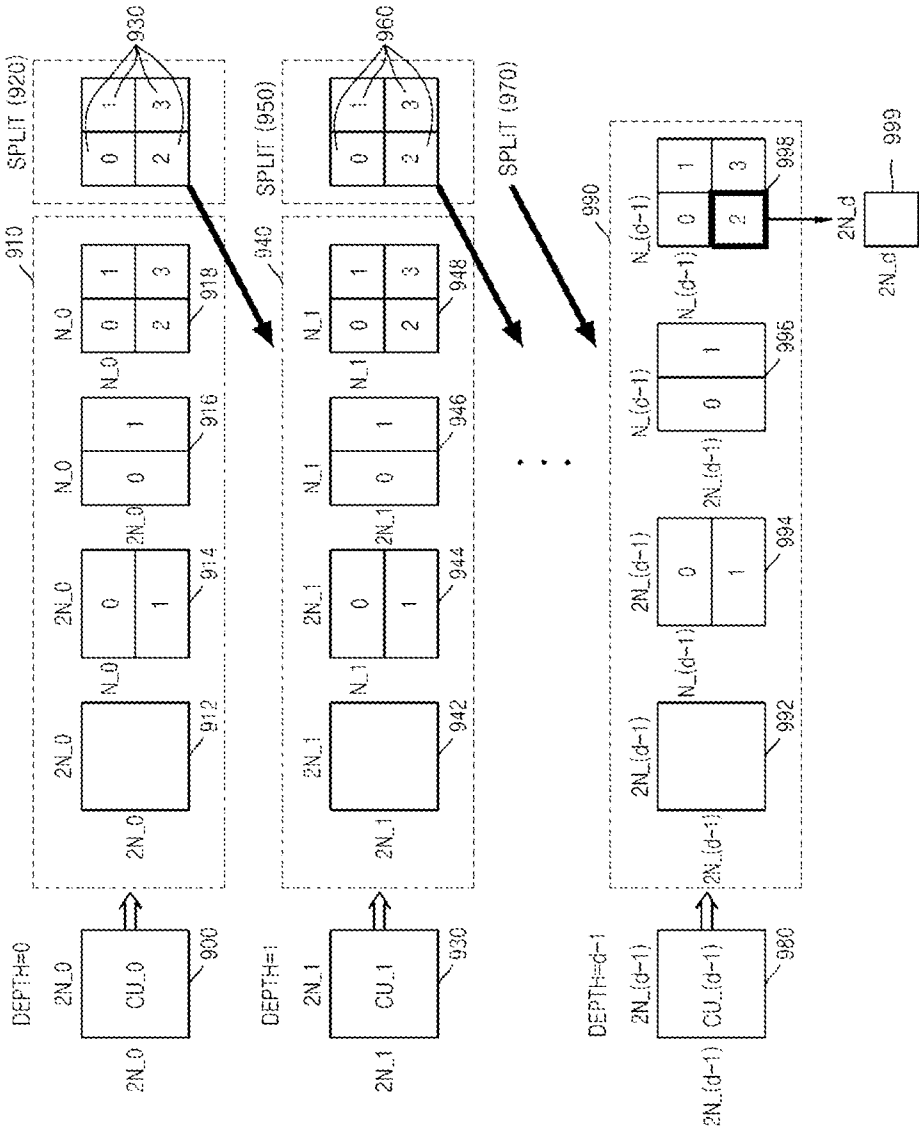 DEPTH=0
910
SPLIT (920)
2N_0
2N_0
2N_0
N_0
N_0
2N_0
CU_0
2N_0
N_0
0
1
2N_0
0
1
N_0
0
1
2
3
0
1
2
3
930
900
912
914
916
918
DEPTH=1
940
SPLIT (950)
2N_1
2N_1
2N_1
N_1
N_1
2N_1
CU_1
2N_1
N_1
0
1
2N_1
0
1
N_1
0
1
2
3
0
1
2
3
960
930
942
944
946
948
SPLIT (970)
DEPTH=d-1
990
2N_(d-1)
2N_(d-1)
2N_(d-1)
N_(d-1)
N_(d-1)
2N_(d-1)
CU_(d-1)
2N_(d-1)
N_(d-1)
0
1
2N_(d-1)
0
1
N_(d-1)
0
1
2
3
980
992
994
996
998
2N_d
2N_d
999